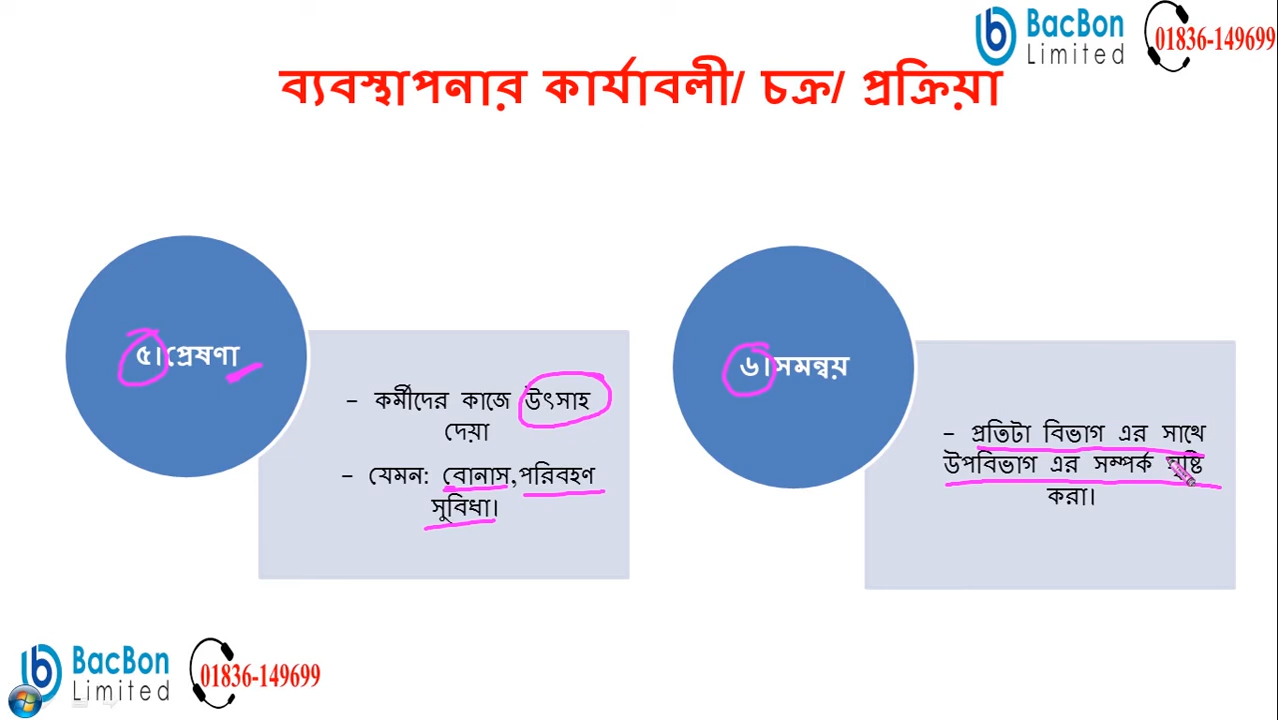 BacBon
Limited
01836-149699
ব্যবস্থাপনার কার্যাবলী/ চক্র/ প্রক্রিয়া
৫।প্রেষণা
– কর্মীদের কাজে উৎসাহ
দেয়া
– যেমন: বোনাস,পরিবহণ
সুবিধা।
৬।সমন্বয়
– প্রতিটা বিভাগ এর সাথে
উপবিভাগ এর সম্পর্ক সৃষ্টি
করা।
BacBon
Limited
01836-149699